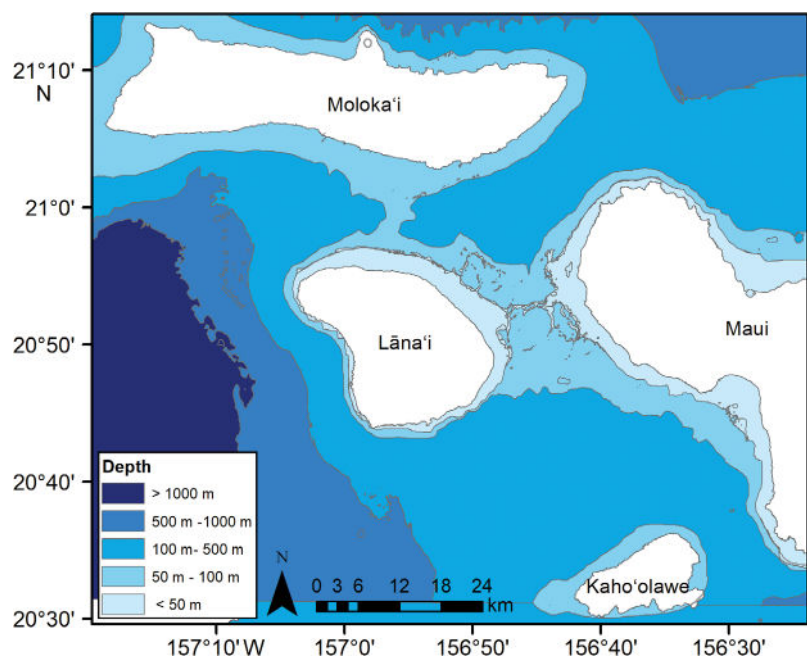 21°10'
N
Moloka‘i
21°0'
20°50'
Lāna‘i
Maui
20°40'
Depth
> 1000 m
500 m -1000 m
100 m- 500 m
50 m - 100 m
< 50 m
N
0 3 6 12 18 24
km
Kaho‘olawe
20°30'
157°10' W 157°0' 156°50' 156°40' 156°30'